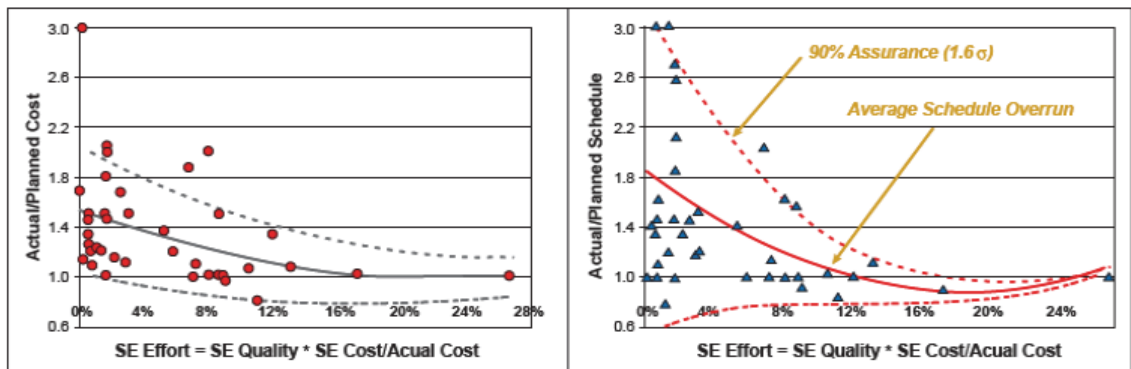 3.0
2.6
2.2
1.8
1.4
1.0
0.6
Actual/Planned Cost
0% 4% 8% 12% 16% 20% 24% 28%
SE Effort = SE Quality * SE Cost/Acual Cost
3.0
2.6
2.2
1.8
1.4
1.0
0.6
Actual/Planned Schedule
90% Assurance (1.6 σ)
Average Schedule Overrun
0% 4% 8% 12% 16% 20% 24%
SE Effort = SE Quality * SE Cost/Acual Cost